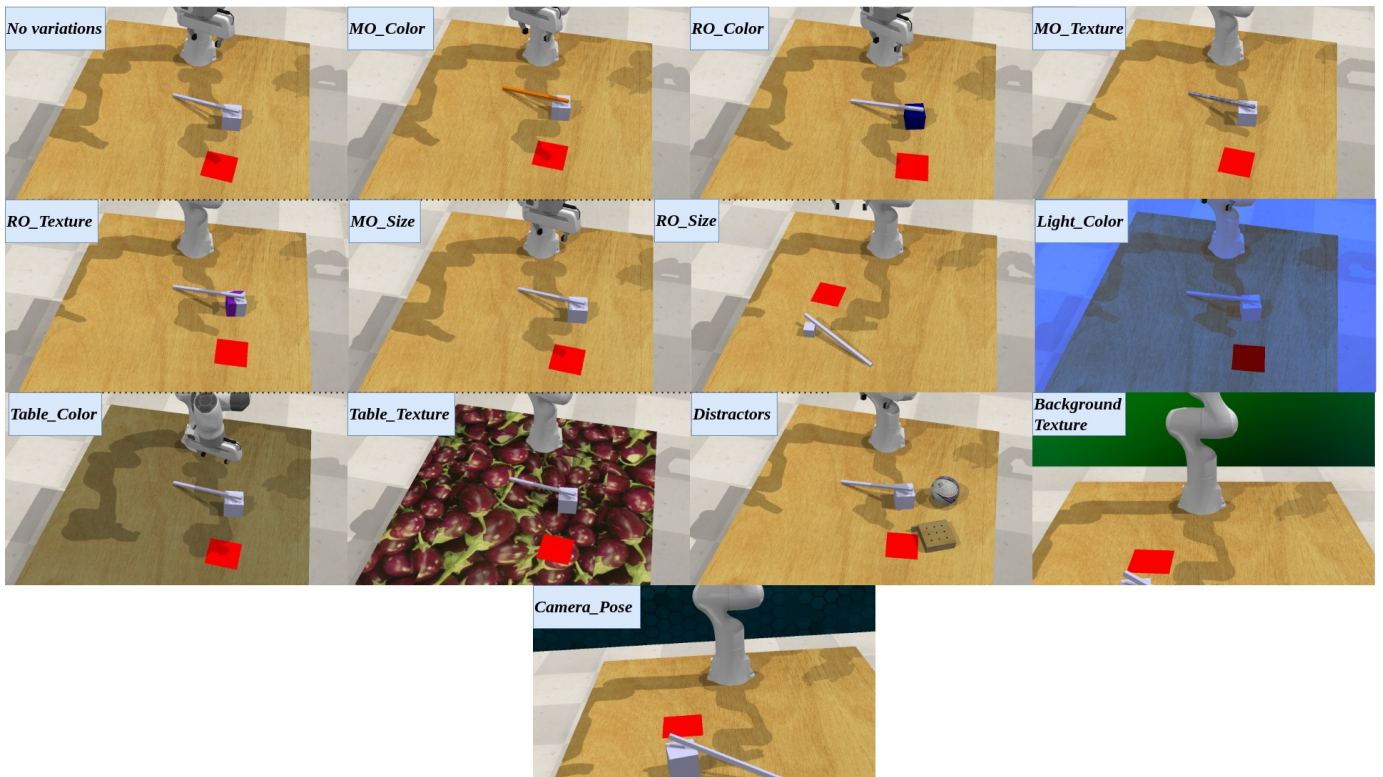 No variations
MO_Color
RO_Color
MO_Texture
RO_Texture
MO_Size
RO_Size
Light_Color
Table_Color
Table_Texture
Distractors
Background
Texture
Camera_Pose